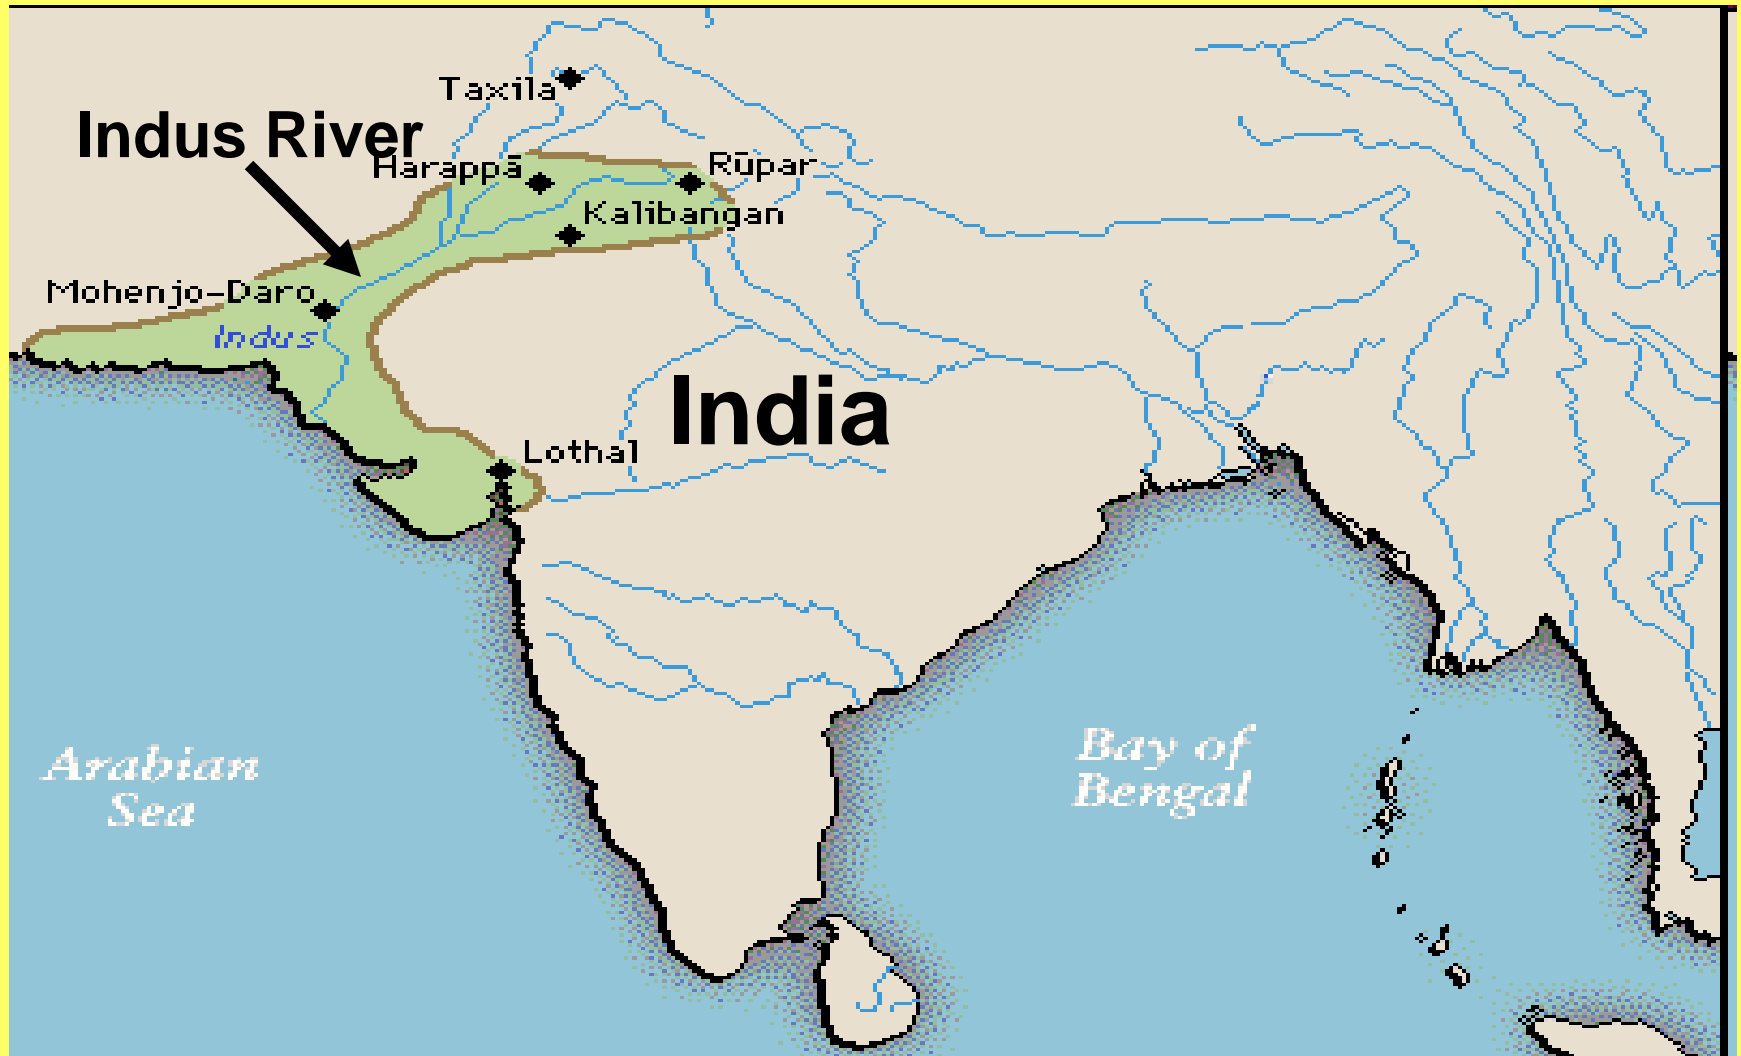 Taxila
Indus River
Harappā
Rūpar
Kalibangan
Mohenjo-Daro
Indus
India
Lothal
Arabian
Sea
Bay of
Bengal